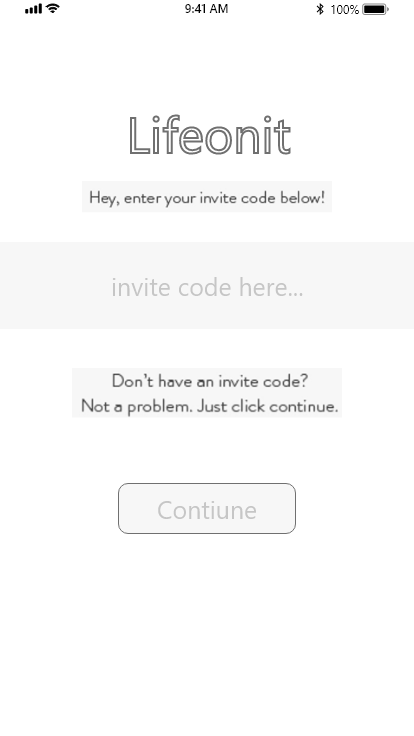 9:41 AM 100%
Lifeonit
Hey, enter your invite code below!
invite code here...
Don't have an invite code?
Not a problem. Just click continue.
Contiune